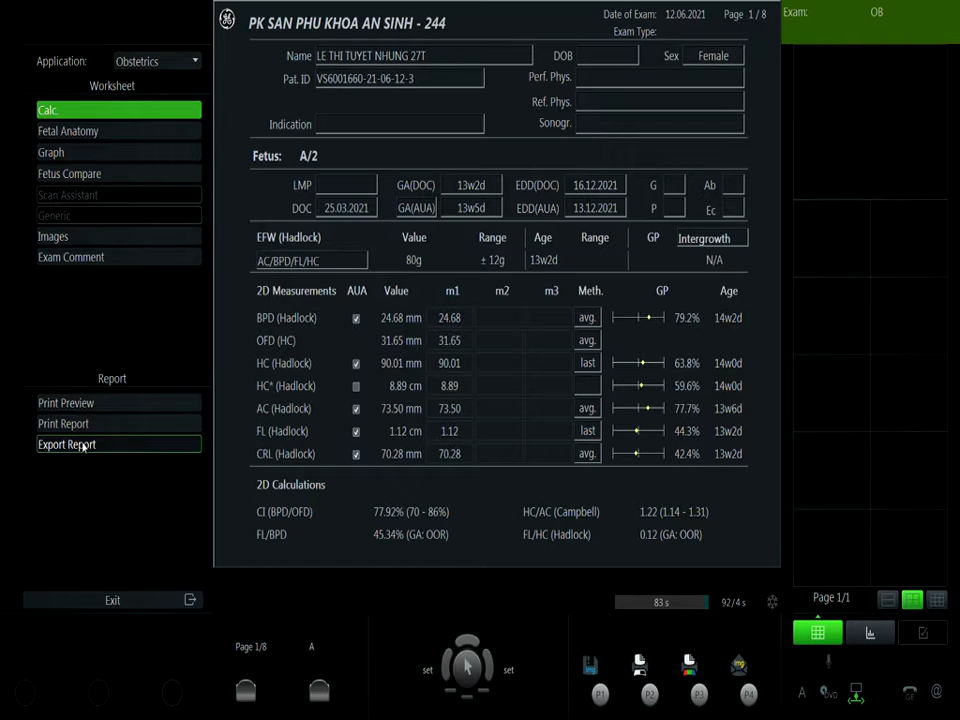 PK SAN PHU KHOA AN SINH - 244
Date of Exam: 12.06.2021 Page 1 / 8
Exam Type:
Exam: OB
Application: Obstetrics
Worksheet
Calc.
Fetal Anatomy
Graph
Fetus Compare
Scan Assistant
Generic
Images
Exam Comment
Report
Print Preview
Print Report
Export Report
Exit
Name LE THI TUYET NHUNG 27T DOB Sex Female
Pat. ID VS6001660-21-06-12-3 Perf. Phys.
Ref. Phys.
Indication Sonogr.
Fetus: A/2
LMP GA(DOC) 13w2d EDD(DOC) 16.12.2021 G Ab
DOC 25.03.2021 GA(AUA) 13w5d EDD(AUA) 13.12.2021 P Ec
EFW (Hadlock) Value Range Age Range GP Intergrowth
AC/BPD/FL/HC 80g ± 12g 13w2d N/A
2D Measurements AUA Value m1 m2 m3 Meth. GP Age
BPD (Hadlock) 24.68 mm 24.68 avg. 79.2% 14w2d
OFD (HC) 31.65 mm 31.65 avg.
HC (Hadlock) 90.01 mm 90.01 last 63.8% 14w0d
HC* (Hadlock) 8.89 cm 8.89 59.6% 14w0d
AC (Hadlock) 73.50 mm 73.50 avg. 77.7% 13w6d
FL (Hadlock) 1.12 cm 1.12 last 44.3% 13w2d
CRL (Hadlock) 70.28 mm 70.28 avg. 42.4% 13w2d
2D Calculations
CI (BPD/OFD) 77.92% (70 - 86%) HC/AC (Campbell) 1.22 (1.14 - 1.31)
FL/BPD 45.34% (GA: OOR) FL/HC (Hadlock) 0.12 (GA: OOR)
83 s 92/4 s
Page 1/1
Page 1/8 A
set set
P1 P2 P3 P4
A DVD @